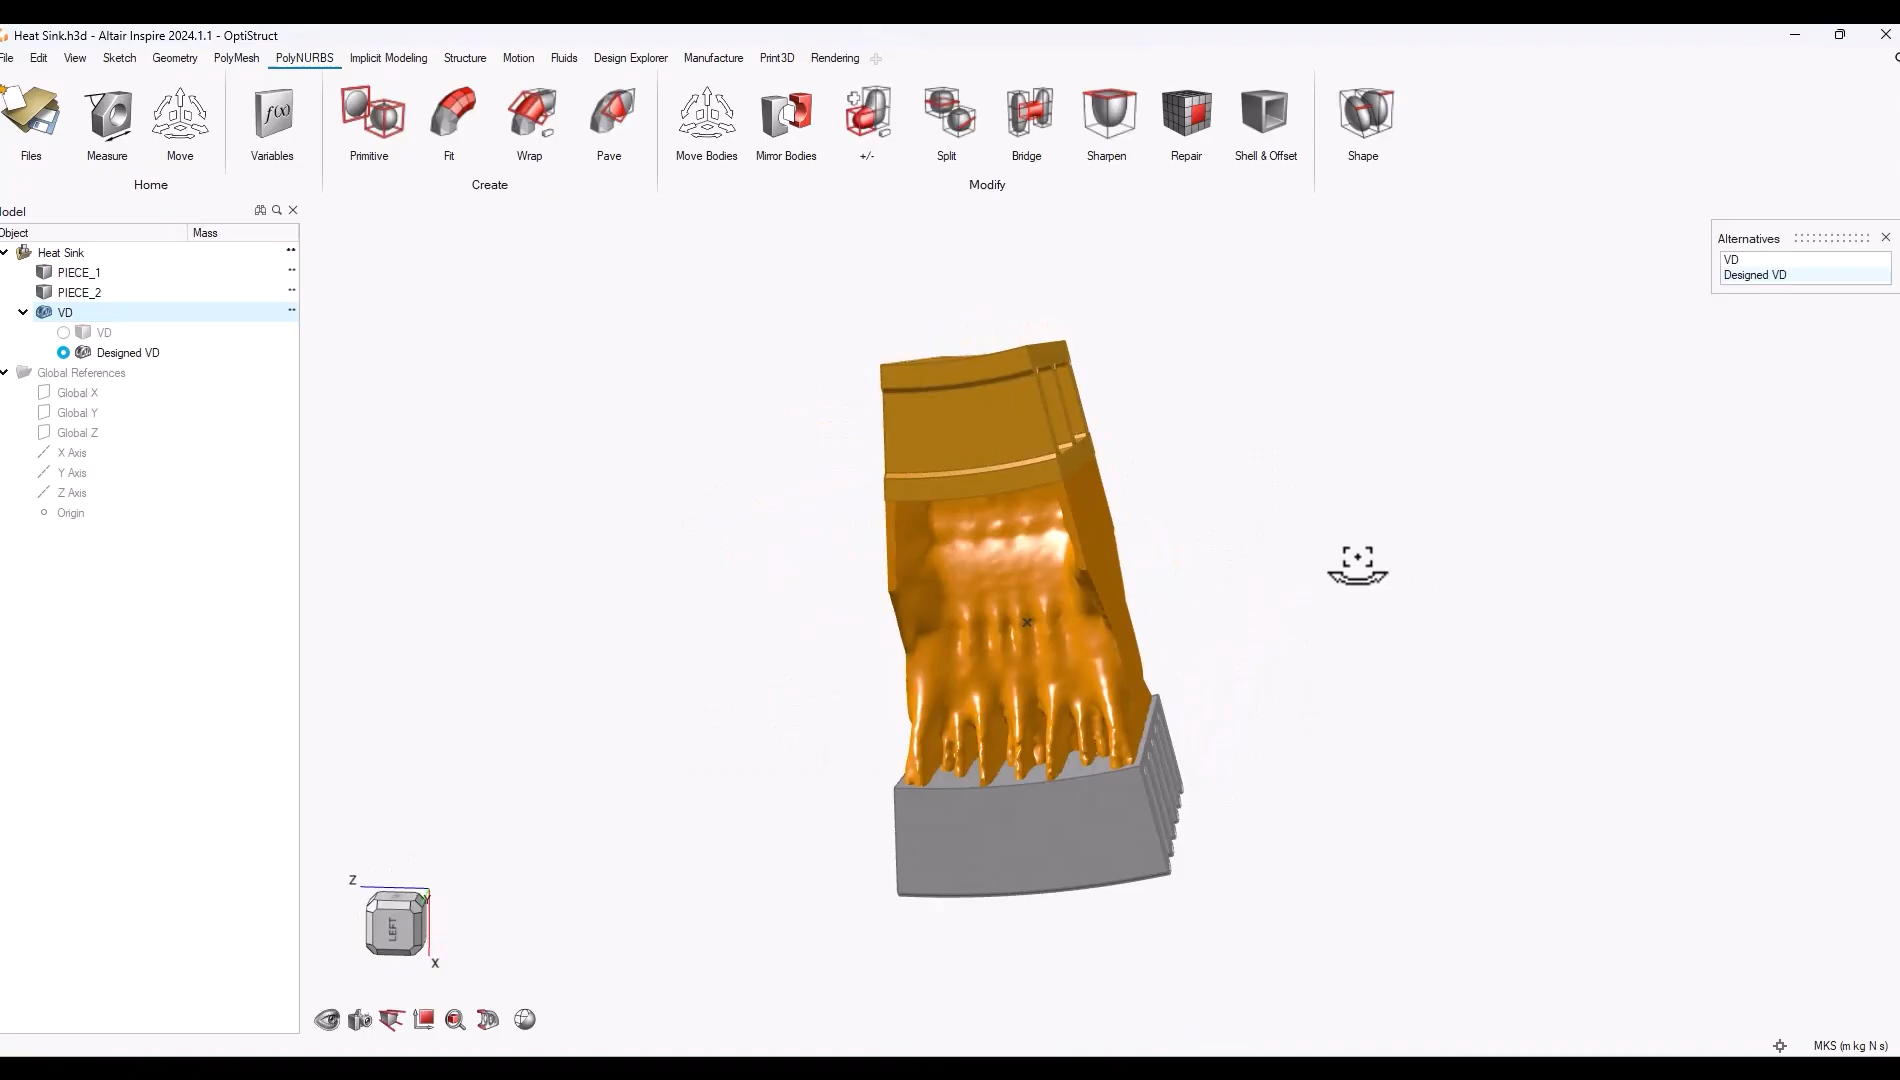 Heat Sink.h3d - Altair Inspire 2024.1.1 - OptiStruct
File Edit View Sketch Geometry PolyMesh PolyNURBS Implicit Modeling Structure Motion Fluids Design Explorer Manufacture Print3D Rendering
f(x)
Files Measure Move Variables Primitive Fit Wrap Pave Move Bodies Mirror Bodies +/- Split Bridge Sharpen Repair Shell & Offset Shape
Home Create Modify
odel
Object Mass
Heat Sink
PIECE_1
PIECE_2
VD
VD
Designed VD
Global References
Global X
Global Y
Global Z
X Axis
Y Axis
Z Axis
Origin
Alternatives
VD
Designed VD
Z
Y
LEFT
X
MKS (m kg N s)